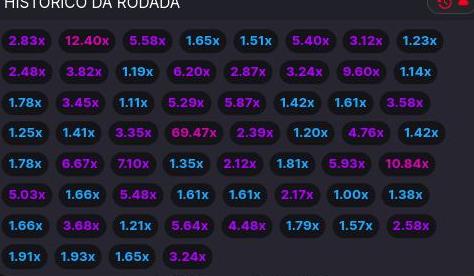 HISTÓRICO DA RODADA
2.83x 12.40x 5.58x 1.65x 1.51x 5.40x 3.12x 1.23x
2.48x 3.82x 1.19x 6.20x 2.87x 3.24x 9.60x 1.14x
1.78x 3.45x 1.11x 5.29x 5.87x 1.42x 1.61x 3.58x
1.25x 1.41x 3.35x 69.47x 2.39x 1.20x 4.76x 1.42x
1.78x 6.67x 7.10x 1.35x 2.12x 1.81x 5.93x 10.84x
5.03x 1.66x 5.48x 1.61x 1.61x 2.17x 1.00x 1.38x
1.66x 3.68x 1.21x 5.64x 4.48x 1.79x 1.57x 2.58x
1.91x 1.93x 1.65x 3.24x